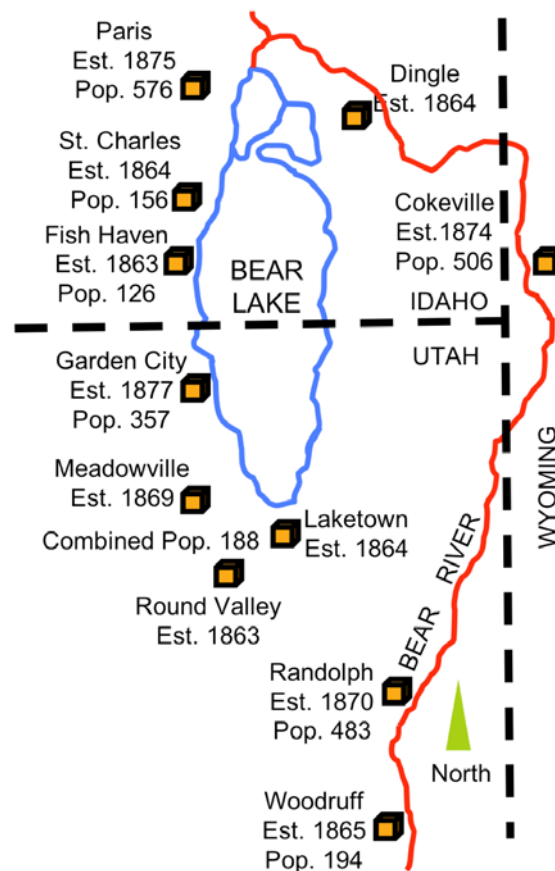 Paris
Est. 1875
Pop. 576
Dingle
Est. 1864
St. Charles
Est. 1864
Pop. 156
Cokeville
Est.1874
Pop. 506
Fish Haven
Est. 1863
Pop. 126
BEAR
LAKE
IDAHO
UTAH
Garden City
Est. 1877
Pop. 357
WYOMING
Meadowville
Est. 1869
Combined Pop. 188
Laketown
Est. 1864
Round Valley
Est. 1863
BEAR RIVER
Randolph
Est. 1870
Pop. 483
North
Woodruff
Est. 1865
Pop. 194